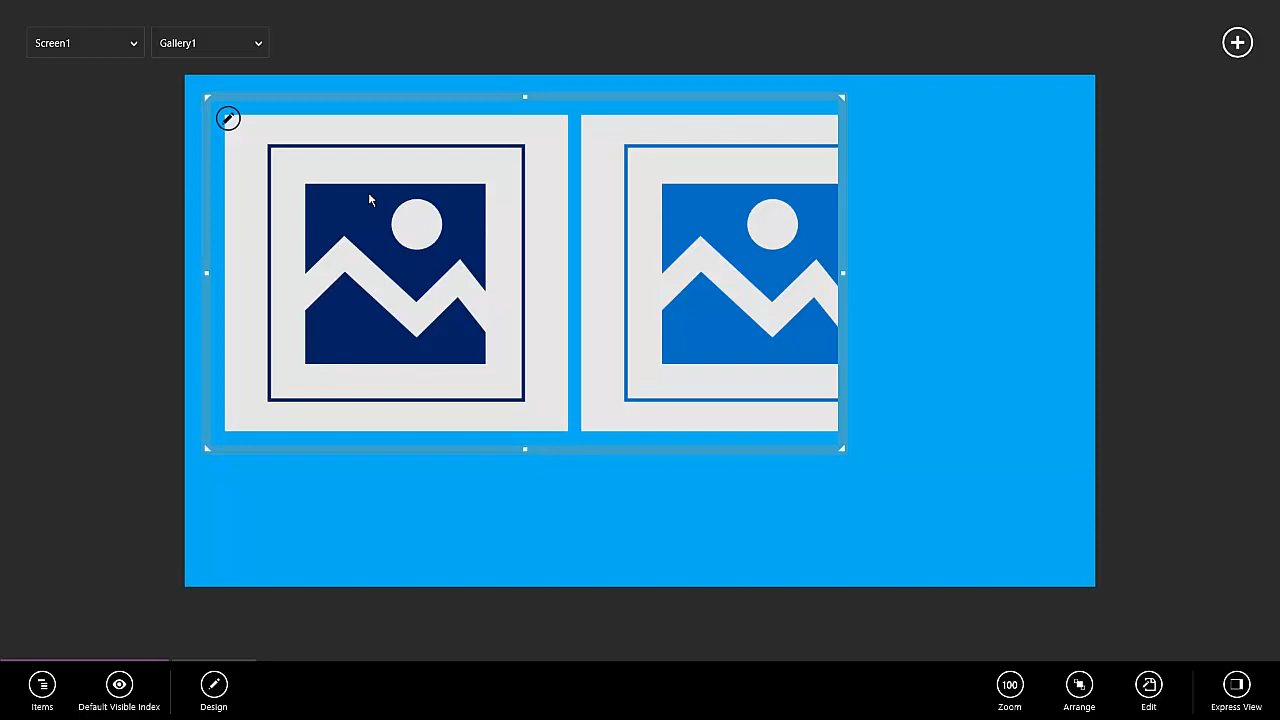 Screen1
Gallery1
Items
Default Visible Index
Design
100
Zoom
Arrange
Edit
Express View